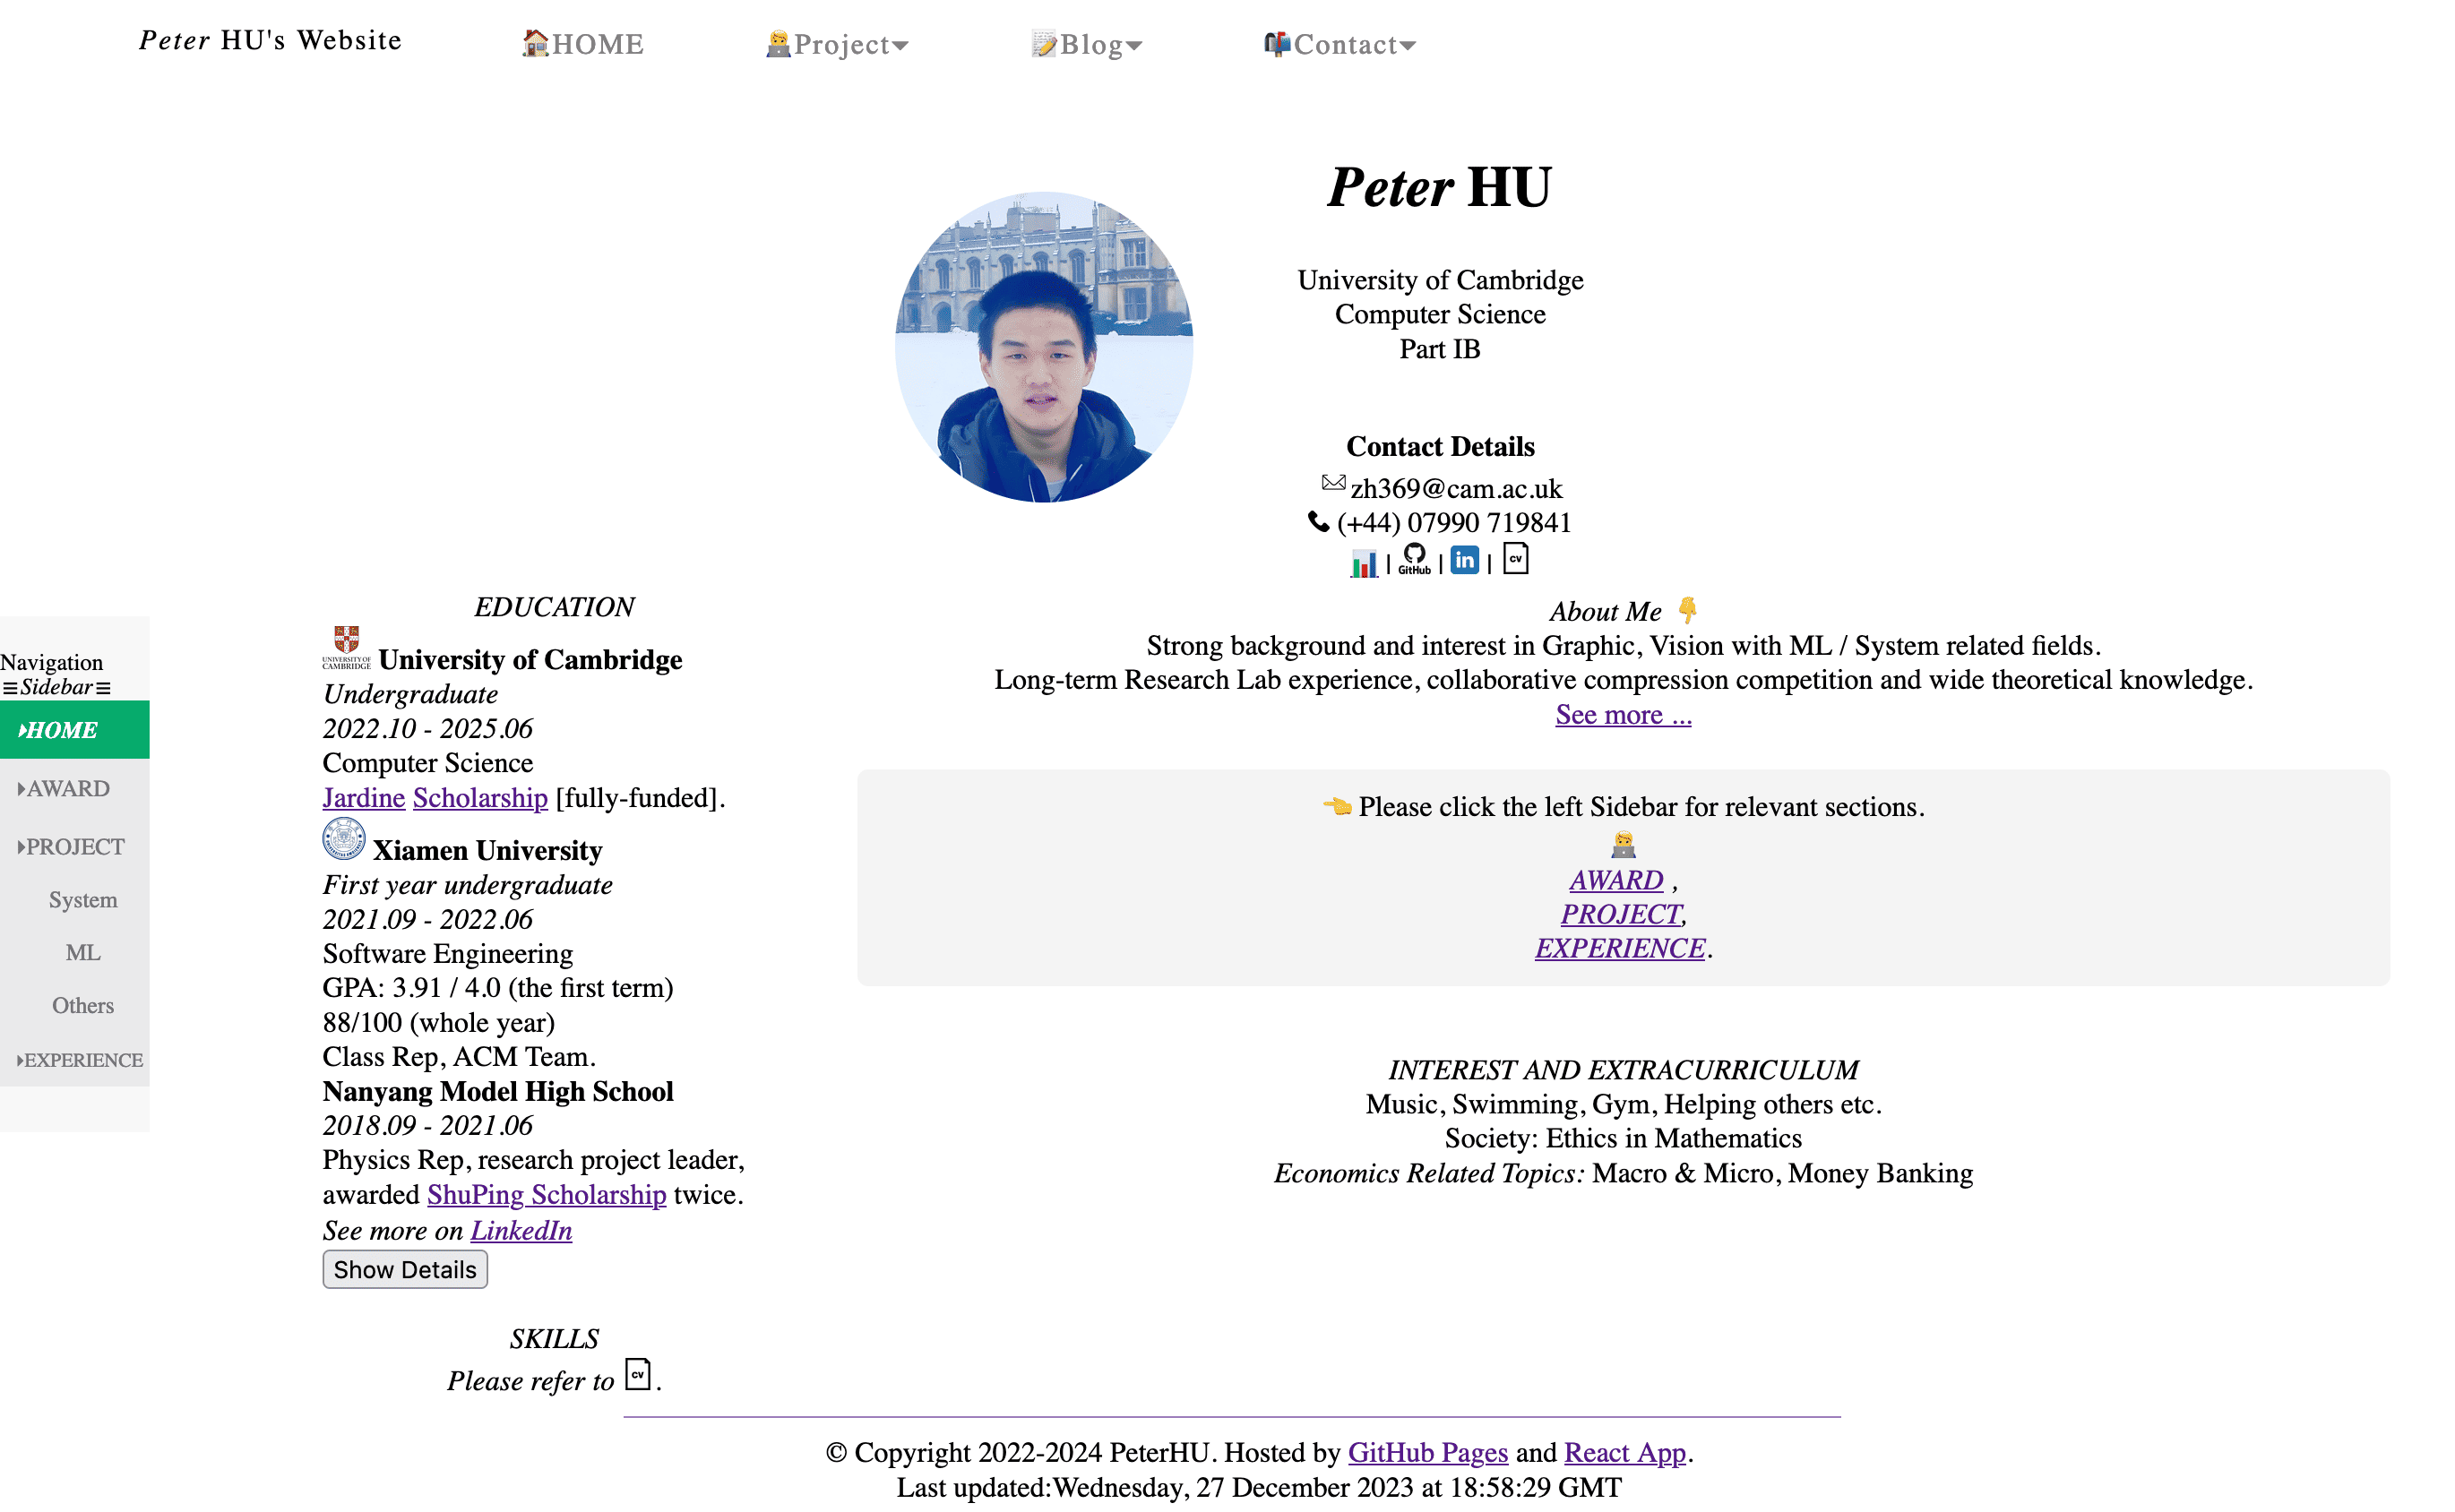 Peter HU's Website
HOME
Project
Blog
Contact
Peter HU
University of Cambridge
Computer Science
Part IB
Contact Details
zh369@cam.ac.uk
(+44) 07990 719841
| GitHub | in | CV
Navigation
≡Sidebar≡
HOME
AWARD
PROJECT
System
ML
Others
EXPERIENCE
EDUCATION
UNIVERSITY OF
CAMBRIDGE
University of Cambridge
Undergraduate
2022.10 - 2025.06
Computer Science
Jardine Scholarship [fully-funded].
Xiamen University
First year undergraduate
2021.09 - 2022.06
Software Engineering
GPA: 3.91 / 4.0 (the first term)
88/100 (whole year)
Class Rep, ACM Team.
Nanyang Model High School
2018.09 - 2021.06
Physics Rep, research project leader,
awarded ShuPing Scholarship twice.
See more on LinkedIn
Show Details
SKILLS
Please refer to CV .
About Me 👇
Strong background and interest in Graphic, Vision with ML / System related fields.
Long-term Research Lab experience, collaborative compression competition and wide theoretical knowledge.
See more ...
👈 Please click the left Sidebar for relevant sections.
AWARD ,
PROJECT,
EXPERIENCE.
INTEREST AND EXTRACURRICULUM
Music, Swimming, Gym, Helping others etc.
Society: Ethics in Mathematics
Economics Related Topics: Macro & Micro, Money Banking
© Copyright 2022-2024 PeterHU. Hosted by GitHub Pages and React App.
Last updated:Wednesday, 27 December 2023 at 18:58:29 GMT